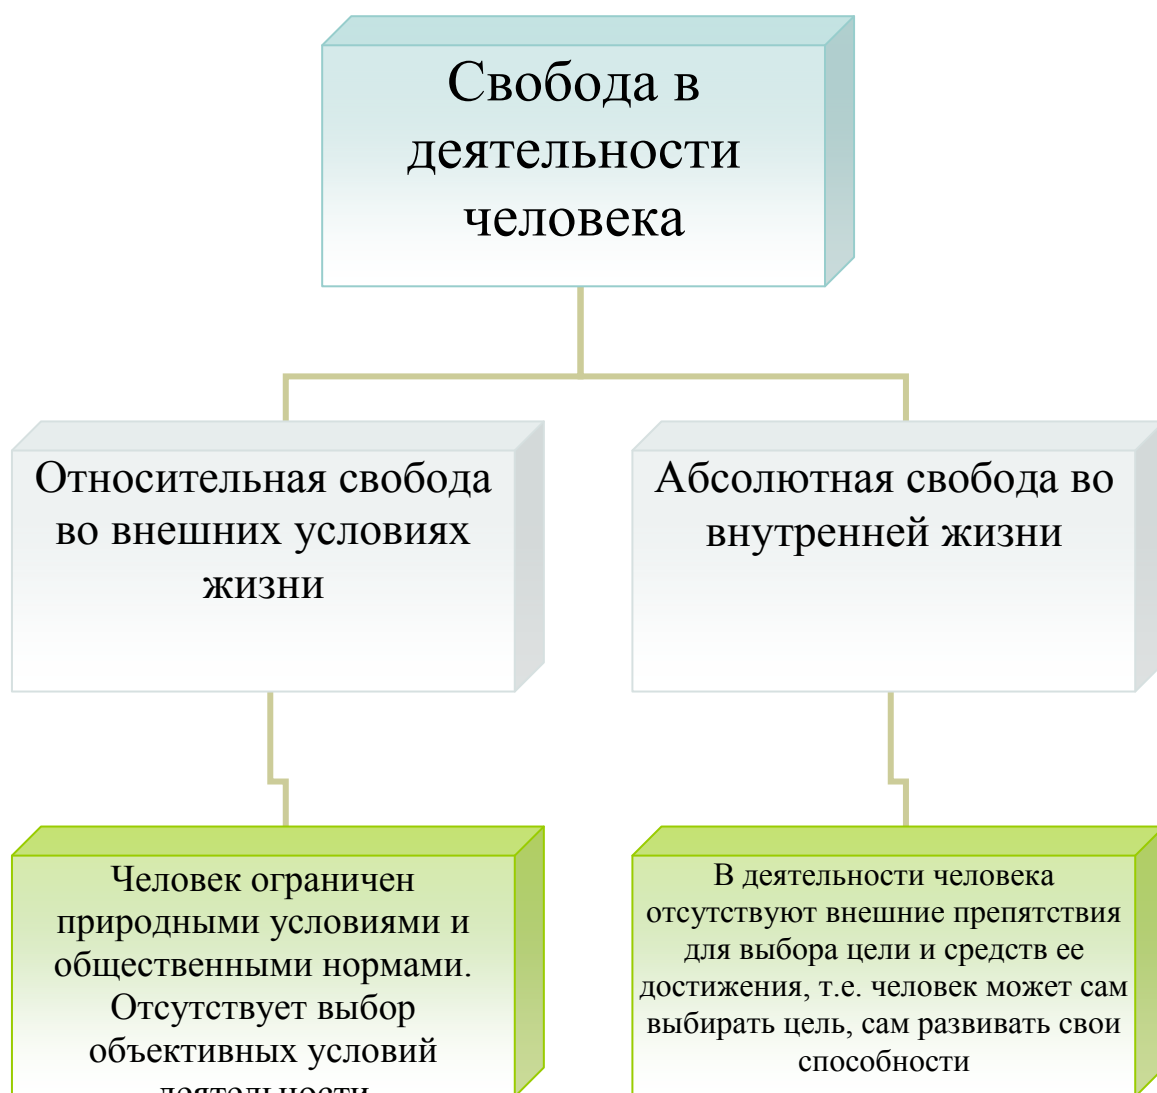 Свобода в
деятельности
человека
Относительная свобода
во внешних условиях
жизни
Абсолютная свобода во
внутренней жизни
Человек ограничен
природными условиями и
общественными нормами.
Отсутствует выбор
объективных условий
деятельности
В деятельности человека
отсутствуют внешние препятствия
для выбора цели и средств ее
достижения, т.е. человек может сам
выбирать цель, сам развивать свои
способности